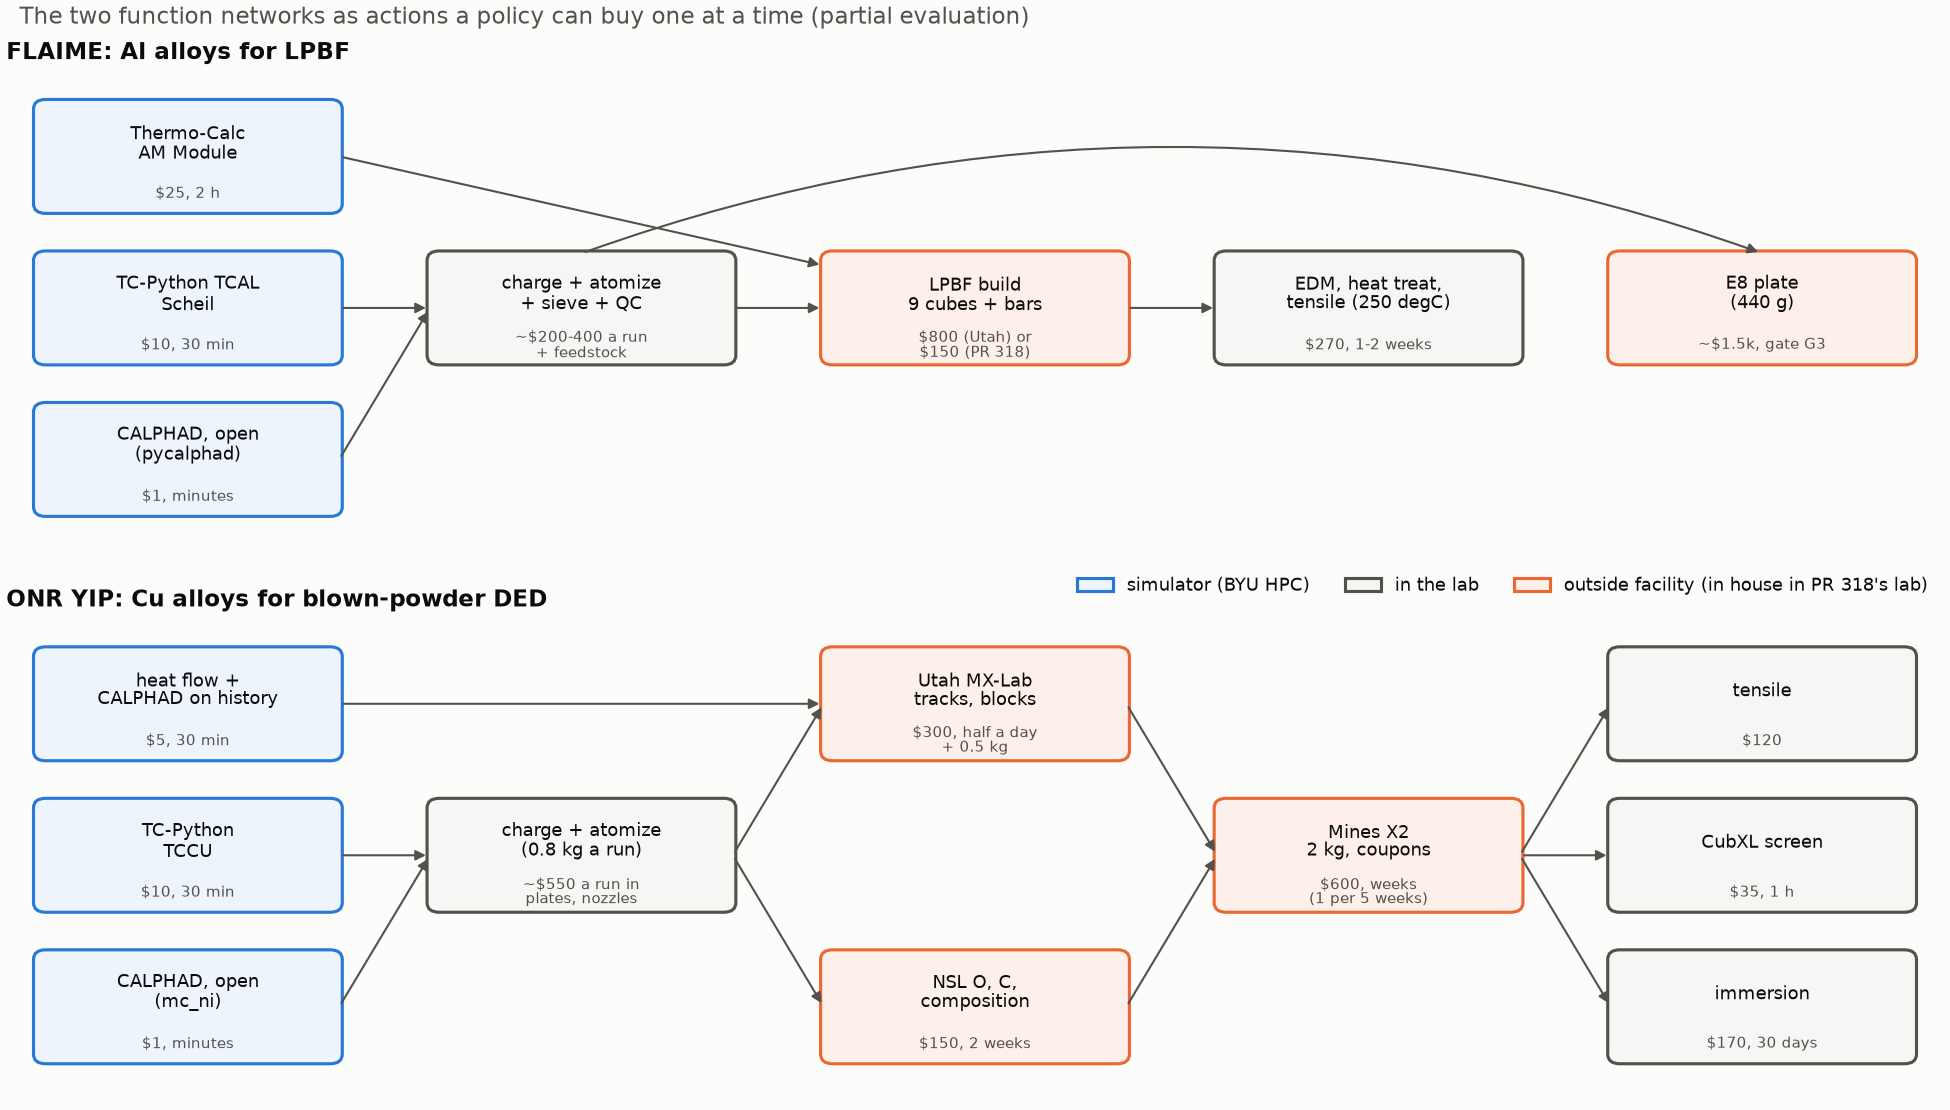 The two function networks as actions a policy can buy one at a time (partial evaluation)
FLAIME: Al alloys for LPBF
Thermo-Calc
AM Module
$25, 2 h
TC-Python TCAL
Scheil
$10, 30 min
CALPHAD, open
(pycalphad)
$1, minutes
charge + atomize
+ sieve + QC
~$200-400 a run
+ feedstock
LPBF build
9 cubes + bars
$800 (Utah) or
$150 (PR 318)
EDM, heat treat,
tensile (250 degC)
$270, 1-2 weeks
E8 plate
(440 g)
~$1.5k, gate G3
simulator (BYU HPC)
in the lab
outside facility (in house in PR 318's lab)
ONR YIP: Cu alloys for blown-powder DED
heat flow +
CALPHAD on history
$5, 30 min
TC-Python
TCCU
$10, 30 min
CALPHAD, open
(mc_ni)
$1, minutes
charge + atomize
(0.8 kg a run)
~$550 a run in
plates, nozzles
Utah MX-Lab
tracks, blocks
$300, half a day
+ 0.5 kg
NSL O, C,
composition
$150, 2 weeks
Mines X2
2 kg, coupons
$600, weeks
(1 per 5 weeks)
tensile
$120
CubXL screen
$35, 1 h
immersion
$170, 30 days